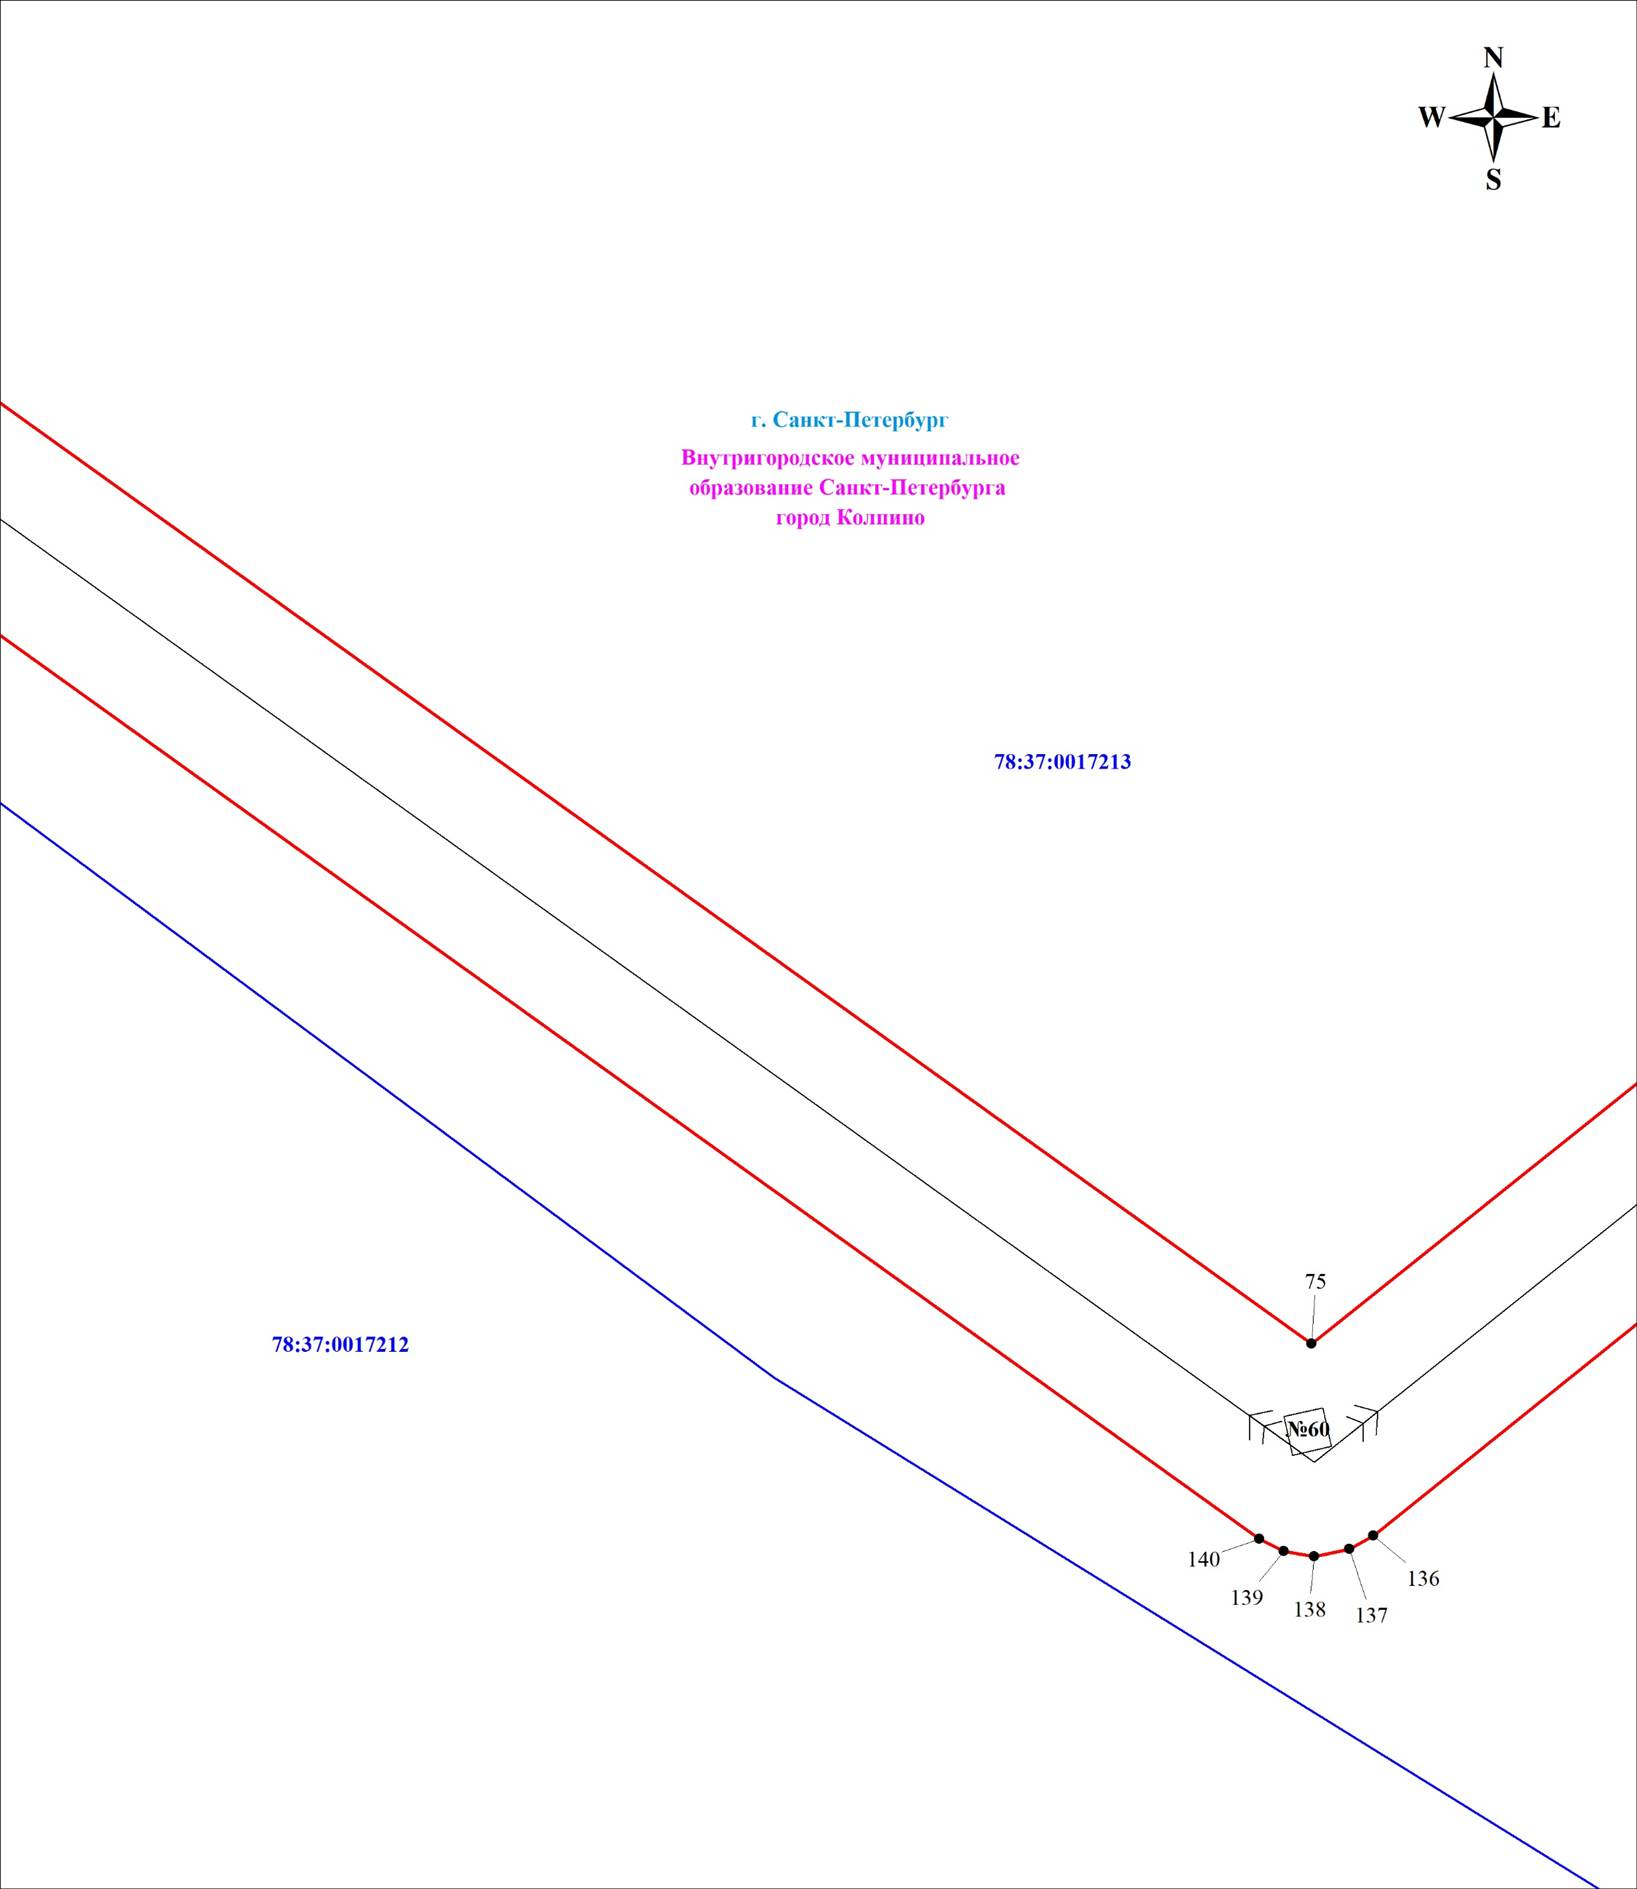 N
W E
S
г. Санкт-Петербург
Внутригородское муниципальное
образование Санкт-Петербурга
город Колпино
78:37:0017213
75
78:37:0017212
№60
140
136
139
138
137